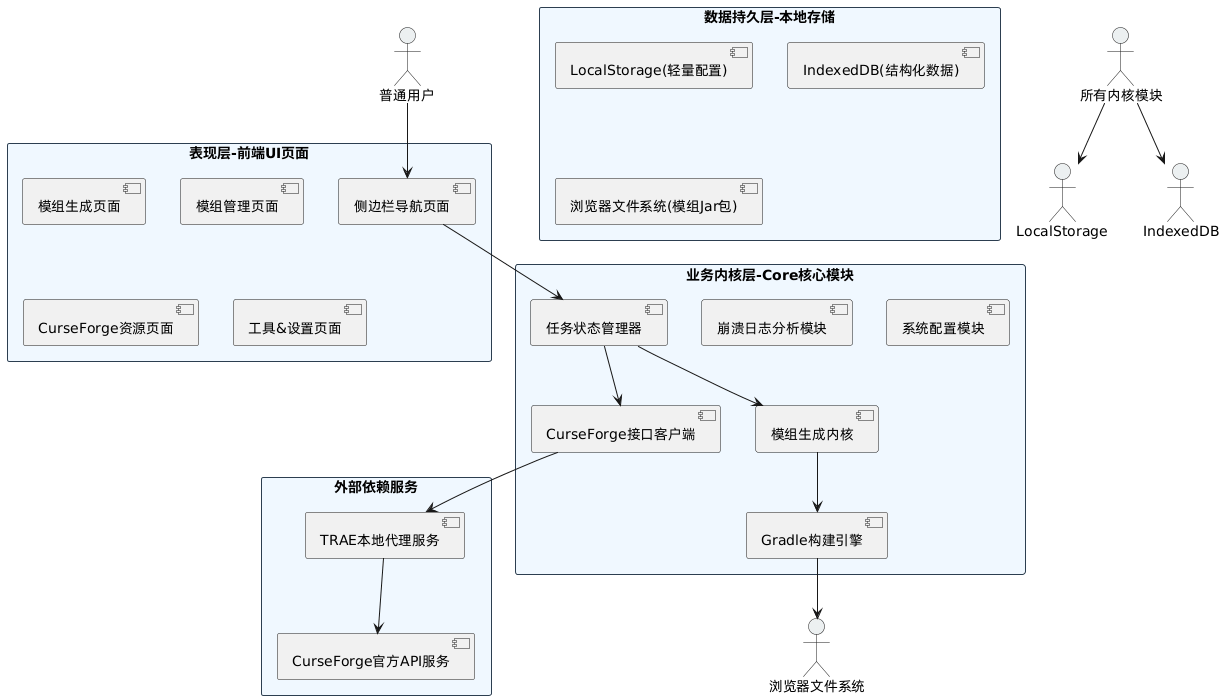 数据持久层-本地存储
LocalStorage(轻量配置)
IndexedDB(结构化数据)
浏览器文件系统(模组Jar包)
普通用户
所有内核模块
LocalStorage
IndexedDB
表现层-前端UI页面
模组生成页面
模组管理页面
侧边栏导航页面
CurseForge资源页面
工具&设置页面
业务内核层-Core核心模块
任务状态管理器
崩溃日志分析模块
系统配置模块
CurseForge接口客户端
模组生成内核
Gradle构建引擎
外部依赖服务
TRAE本地代理服务
CurseForge官方API服务
浏览器文件系统